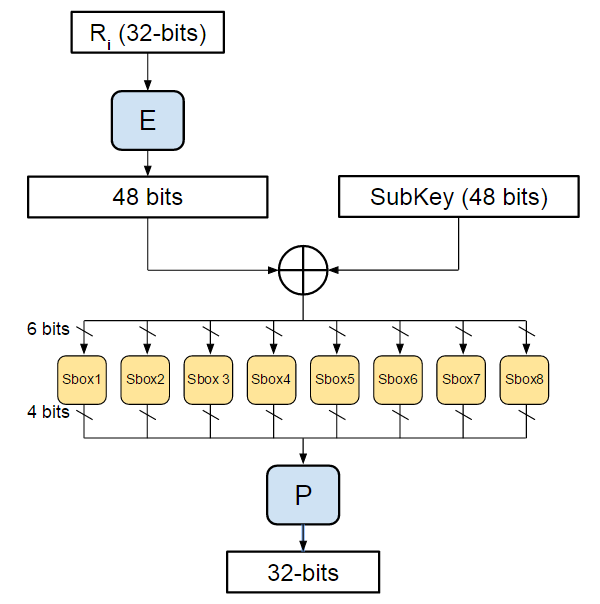 Ri (32-bits)
E
48 bits
SubKey (48 bits)
6 bits
Sbox1
Sbox2
Sbox 3
Sbox4
Sbox5
Sbox6
Sbox7
Sbox8
4 bits
P
32-bits